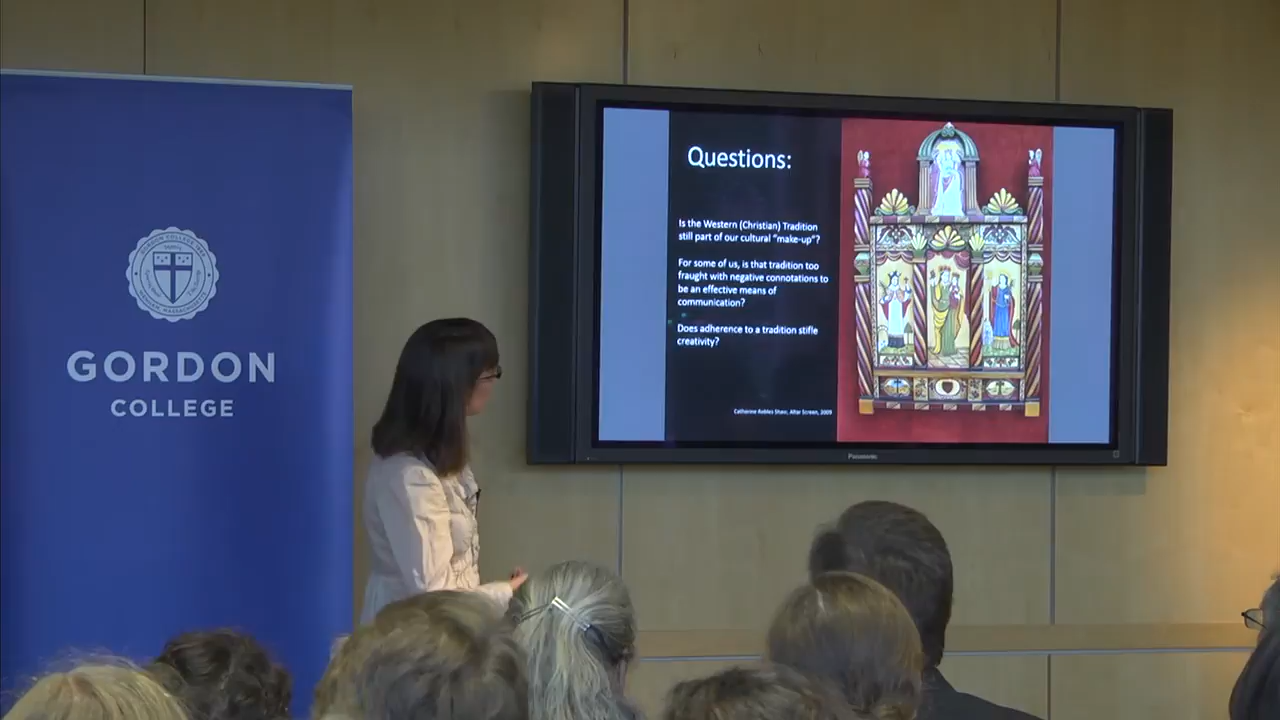 GORDON
COLLEGE
Questions:
Is the Western (Christian) Tradition
still part of our cultural "make-up"?
For some of us, is that tradition too
fraught with negative connotations to
be an effective means of
communication?
Does adherence to a tradition stifle
creativity?
Catherine Robles Shaw, Altar Screen, 2009
Panasonic